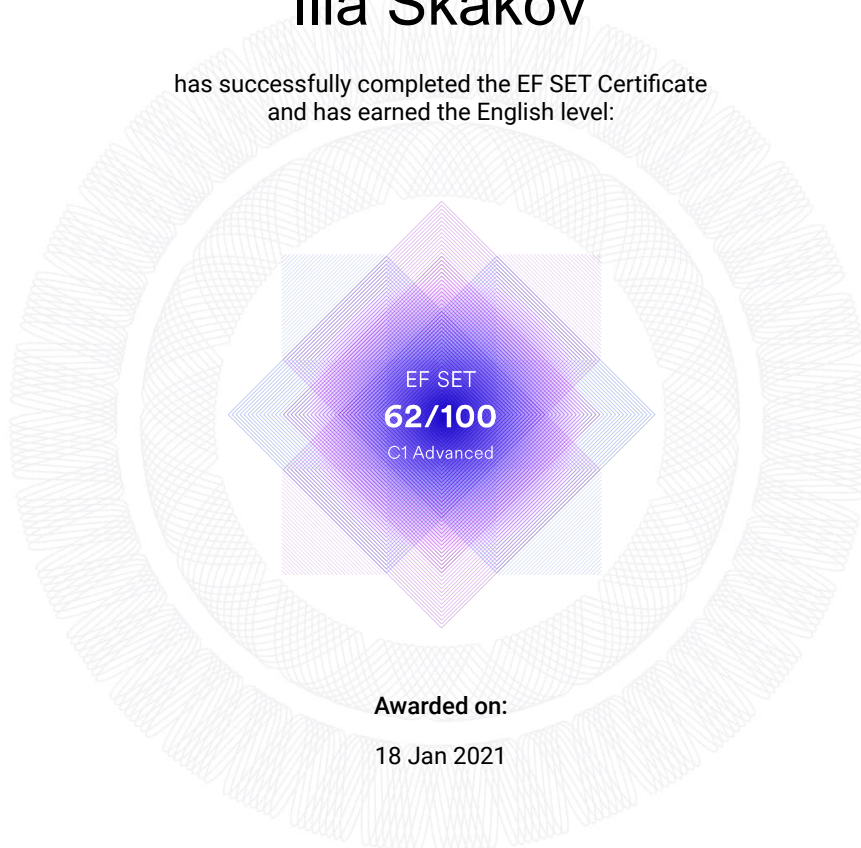 Ilia Skakov
has successfully completed the EF SET Certificate
and has earned the English level:
EF SET
62/100
C1 Advanced
Awarded on:
18 Jan 2021